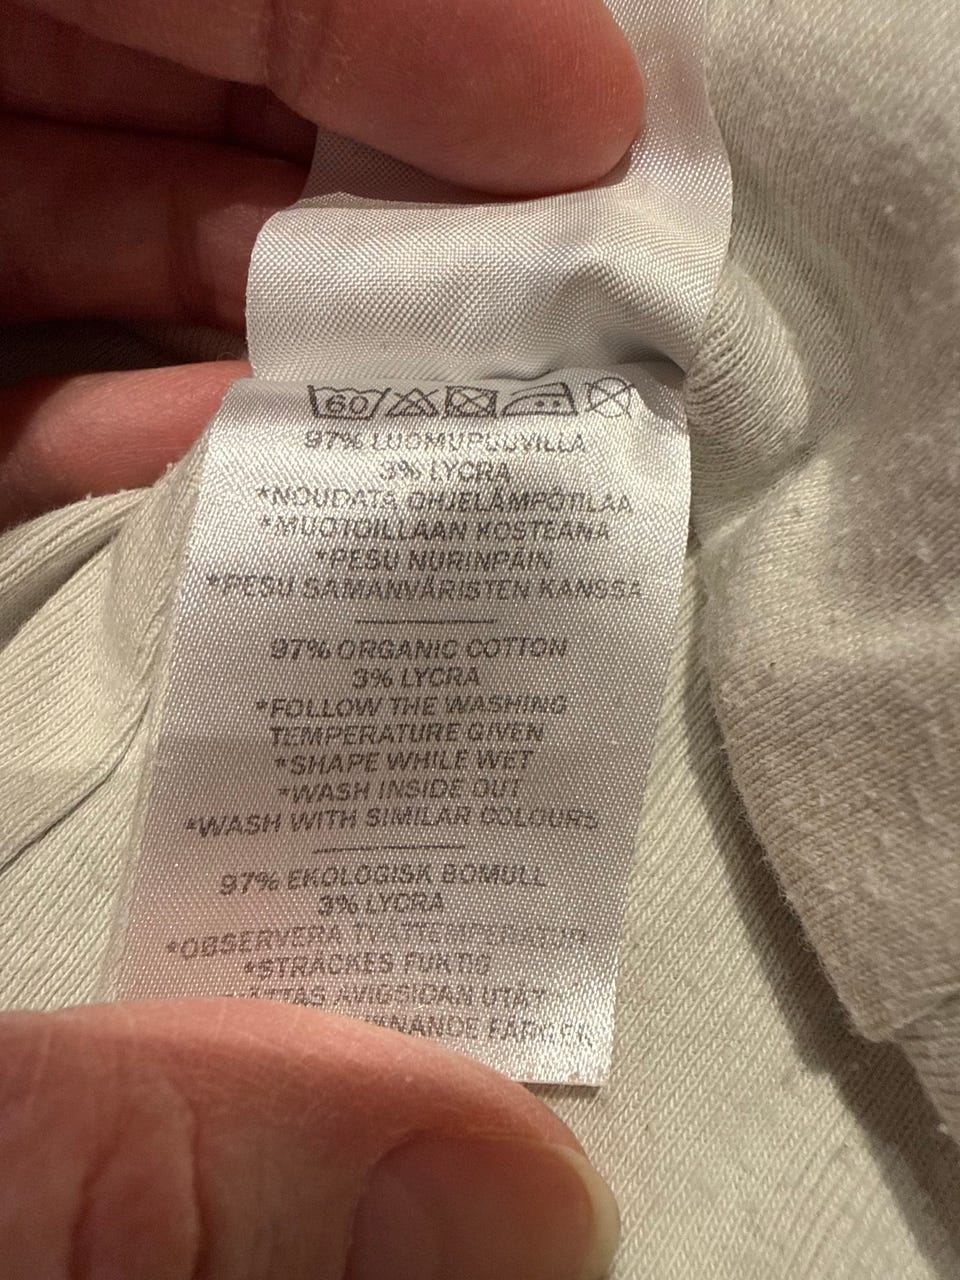 60
97% LUOMUPUUVILLA
3% LYCRA
*NOUDATA OHJELÄMPÖTILAA
*MUOTOILLAAN KOSTEANA
*PESU NURINPÄIN
*PESU SAMANVÄRISTEN KANSSA
97% ORGANIC COTTON
3% LYCRA
*FOLLOW THE WASHING
TEMPERATURE GIVEN
*SHAPE WHILE WET
*WASH INSIDE OUT
*WASH WITH SIMILAR COLOURS
97% EKOLOGISK BOMULL
3% LYCRA
*OBSERVERA TVÄTTEMPERATUR
*STRÄCKES FUKTIG
AVIGSIDAN UTÅT